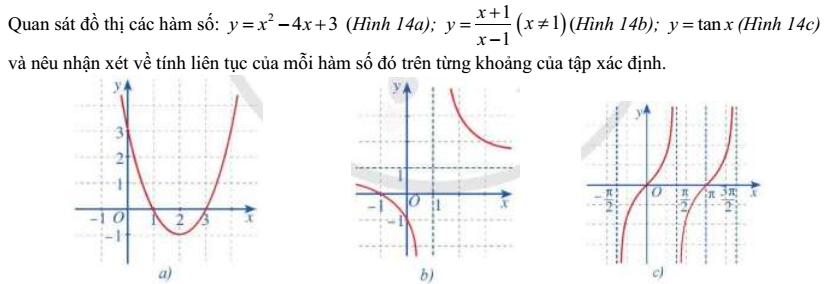 Quan sát đồ thị các hàm số: y = x² − 4x + 3 (Hình 14a); y = (x+1)/(x−1) (x ≠ 1) (Hình 14b); y = tan x (Hình 14c)
và nêu nhận xét về tính liên tục của mỗi hàm số đó trên từng khoảng của tập xác định.
y
3
2
1
−1 O 1 2 3 x
−1
a)
y
1
−1 O 1 x
−1
b)
y
−π/2 O π/2 π 3π/2 x
c)